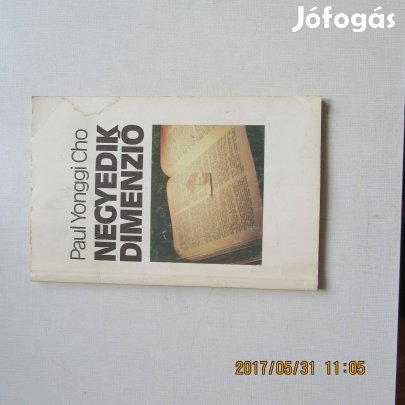 Jófogás
Paul Yonggi Cho
NEGYEDIK
DIMENZIÓ
2017/05/31 11:05